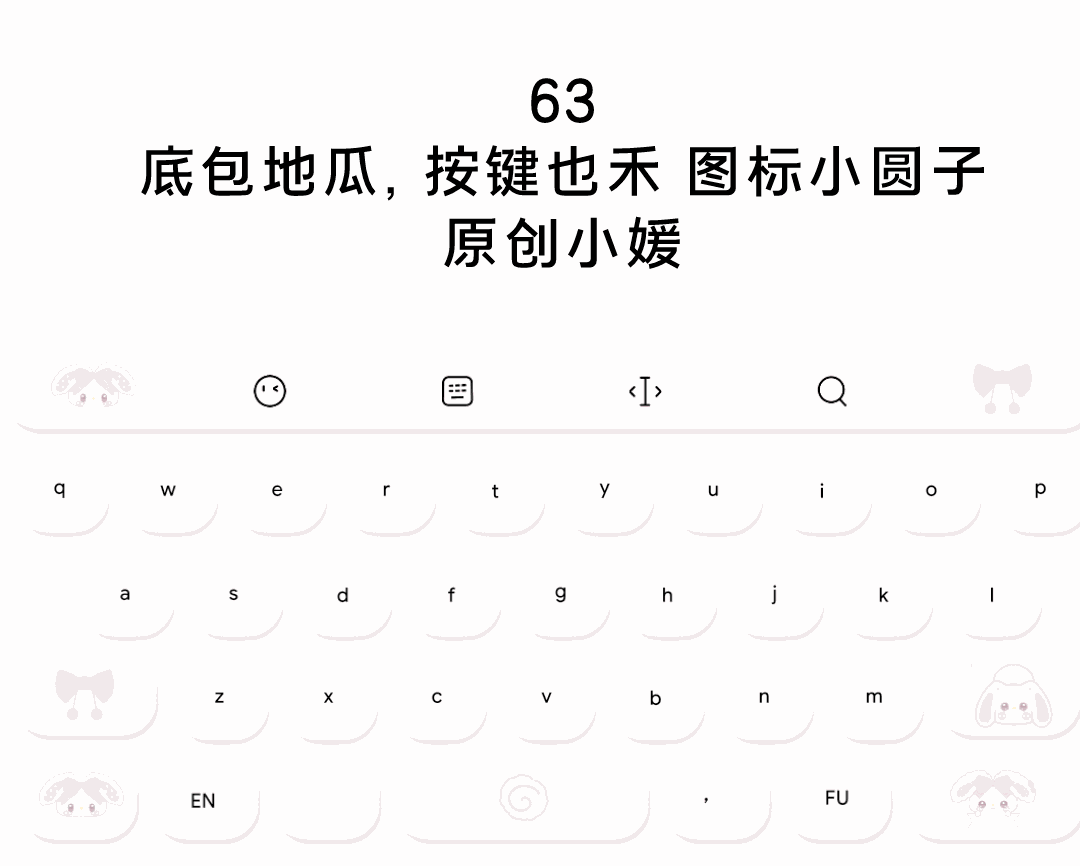 63
底包地瓜, 按键也禾 图标小圆子
原创小媛
q w e r t y u i o p
a s d f g h j k l
z x c v b n m
EN , FU